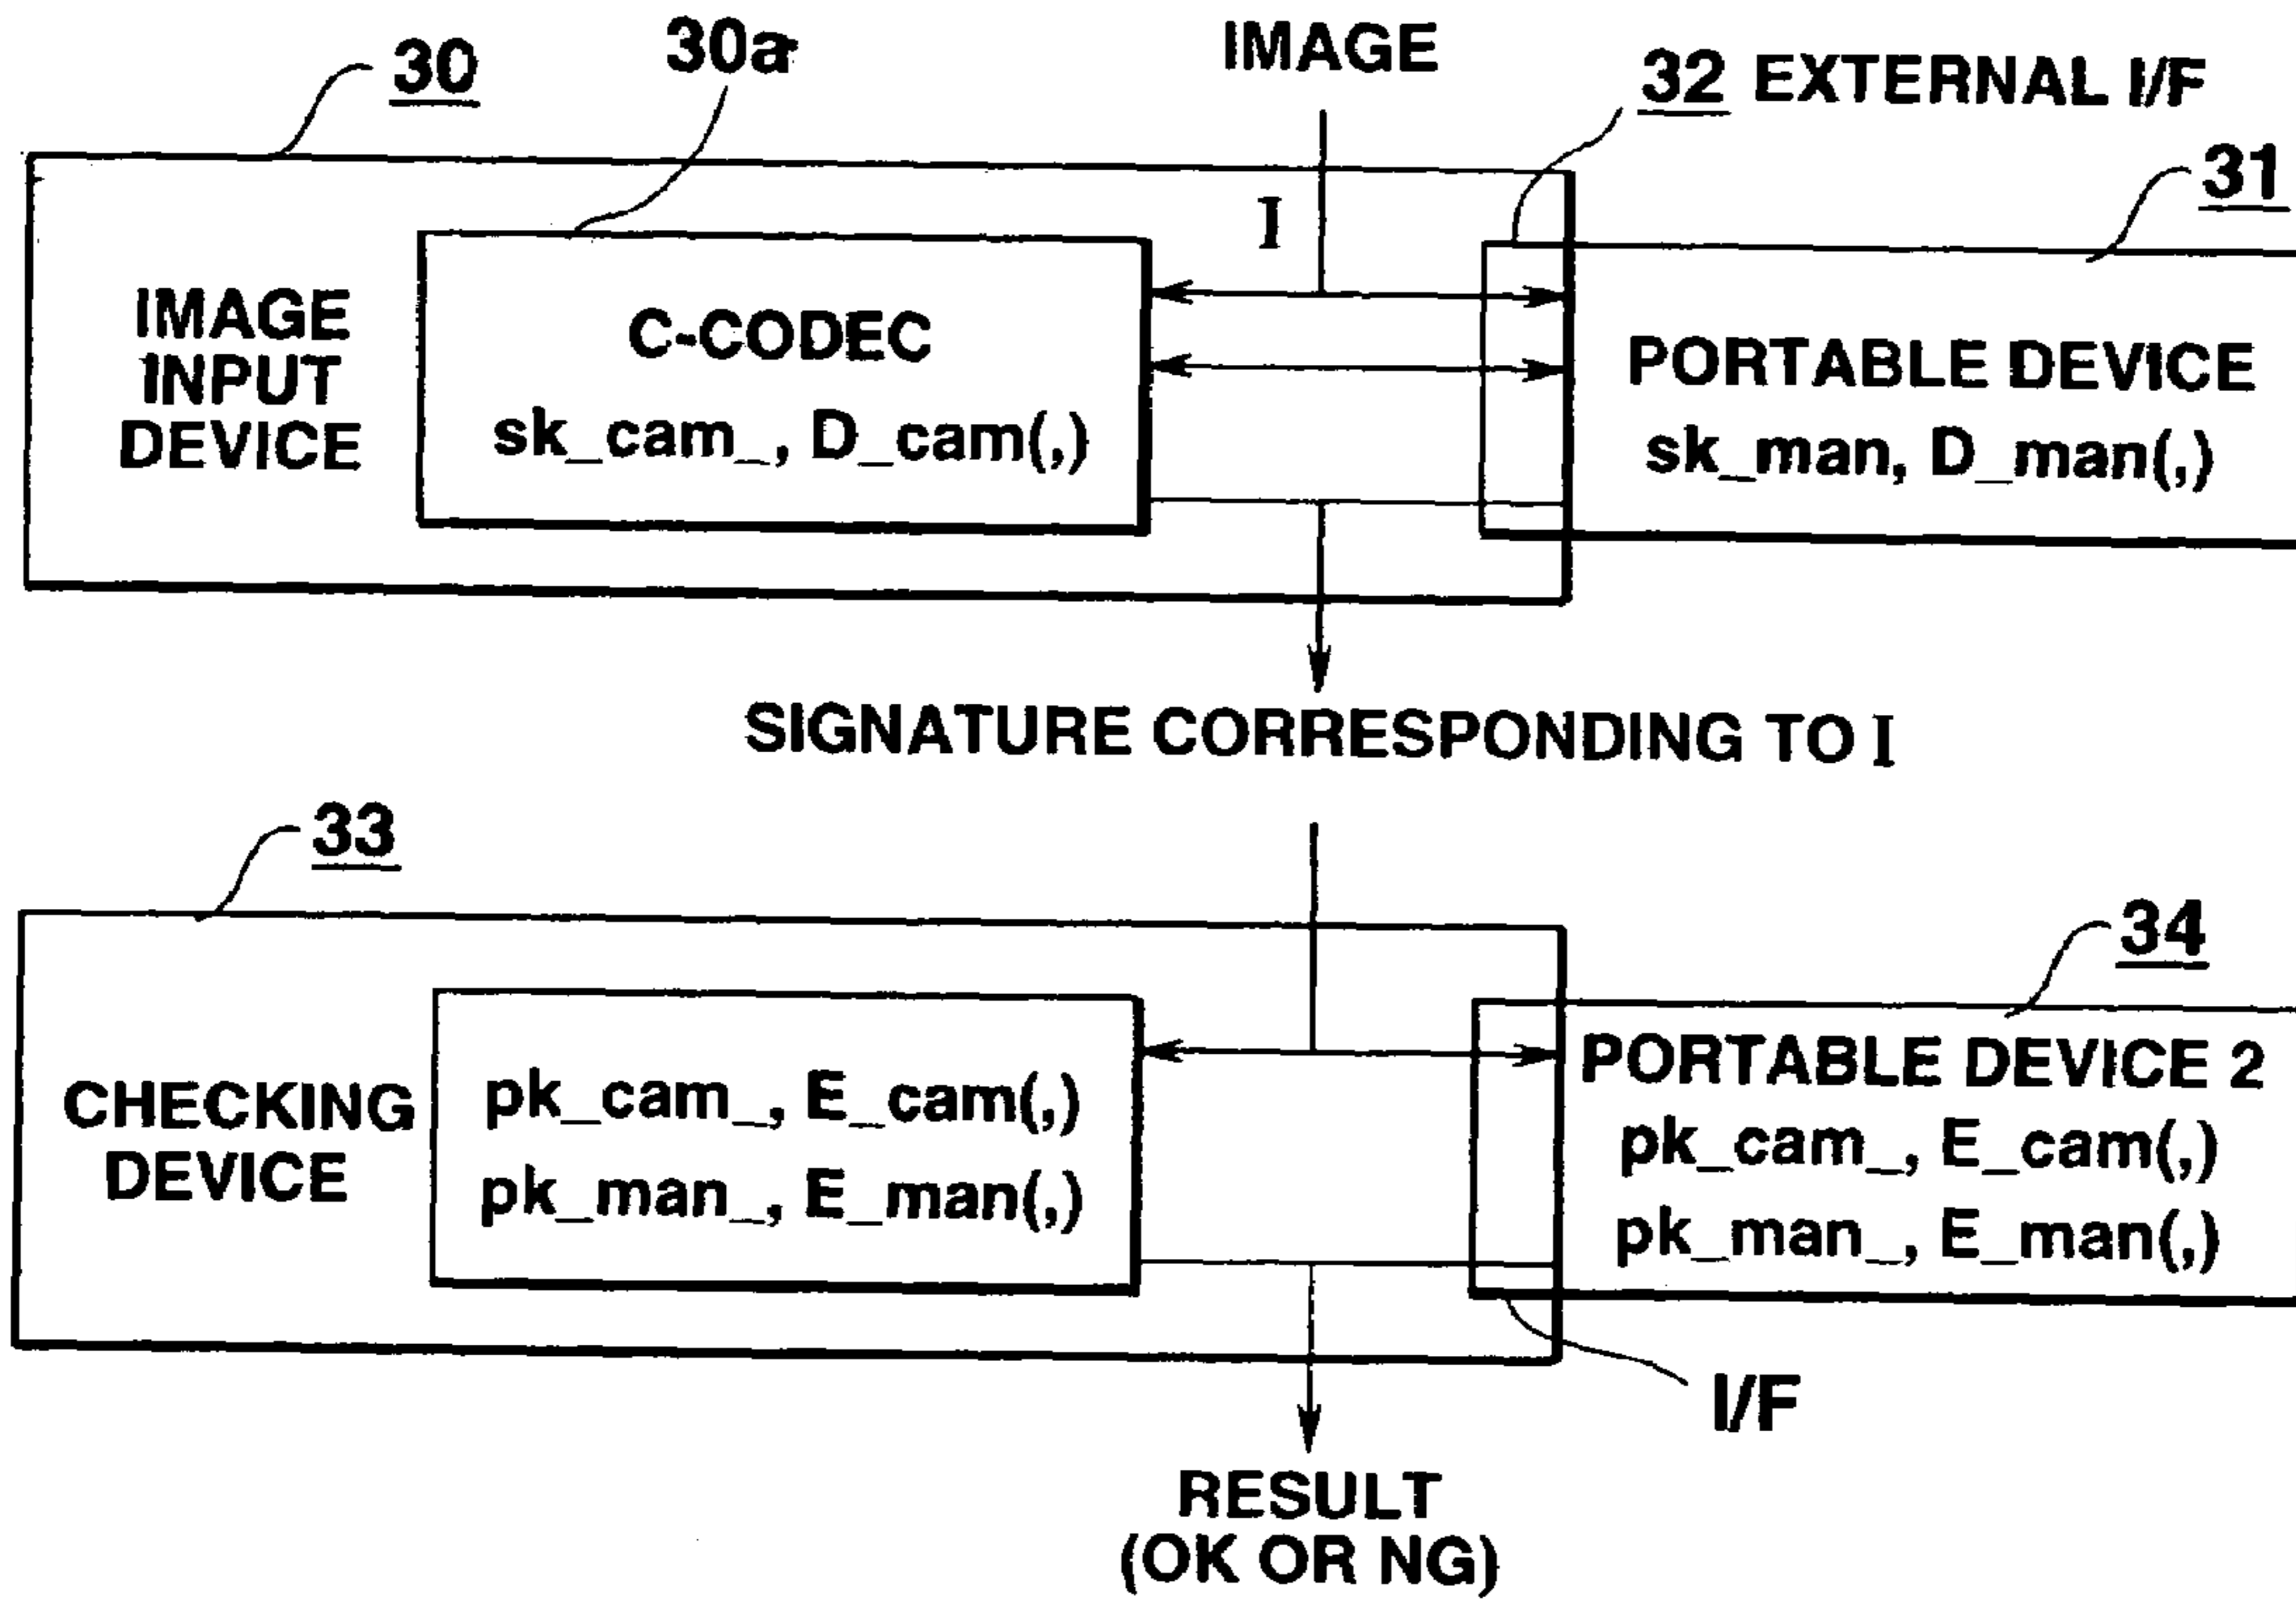 30
30a
IMAGE
32 EXTERNAL I/F
31
I
IMAGE
INPUT
DEVICE
C-CODEC
sk_cam_, D_cam(,)
PORTABLE DEVICE
sk_man, D_man(,)
SIGNATURE CORRESPONDING TO I
33
34
CHECKING
DEVICE
pk_cam_, E_cam(,)
pk_man_, E_man(,)
PORTABLE DEVICE 2
pk_cam_, E_cam(,)
pk_man_, E_man(,)
I/F
RESULT
(OK OR NG)